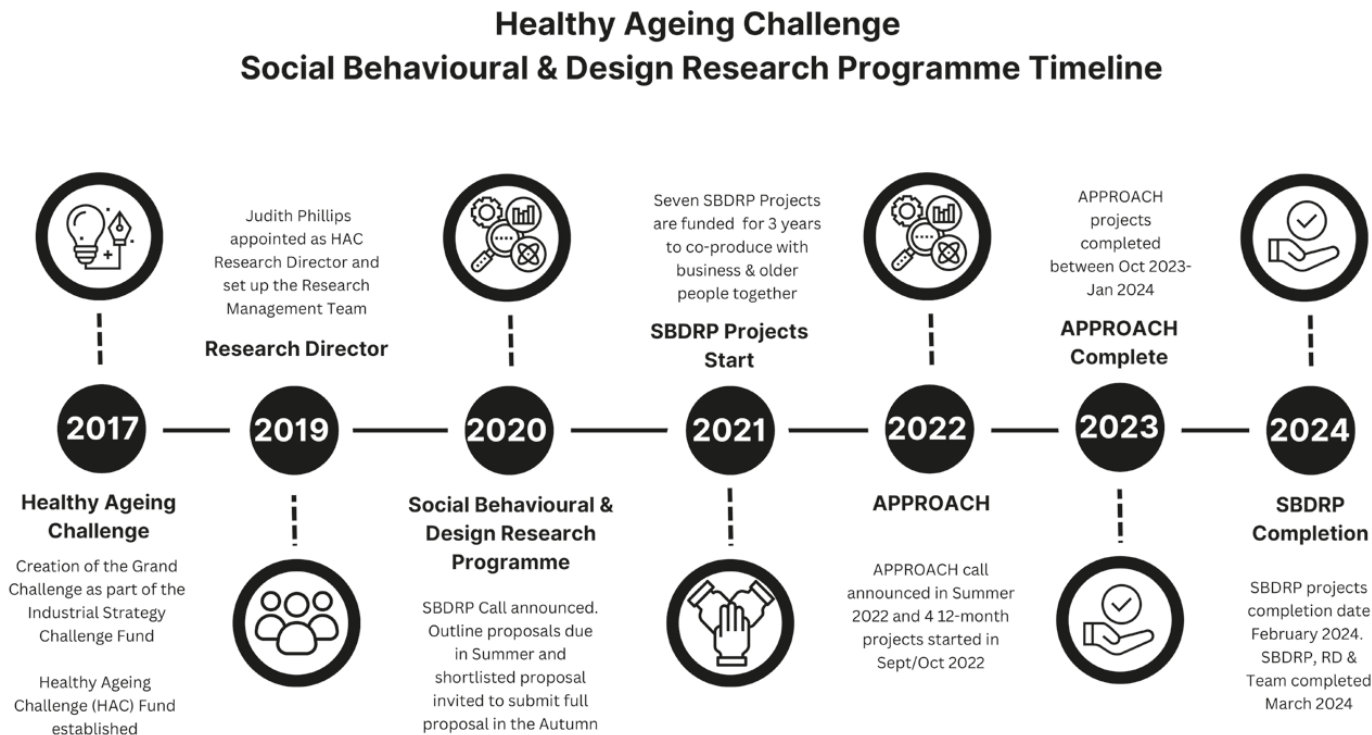 Healthy Ageing Challenge
Social Behavioural & Design Research Programme Timeline
2017
Healthy Ageing
Challenge
Creation of the Grand
Challenge as part of the
Industrial Strategy
Challenge Fund
Healthy Ageing
Challenge (HAC) Fund
established
Judith Phillips
appointed as HAC
Research Director and
set up the Research
Management Team
Research Director
2019
2020
Social Behavioural &
Design Research
Programme
SBDRP Call announced.
Outline proposals due
in Summer and
shortlisted proposal
invited to submit full
proposal in the Autumn
Seven SBDRP Projects
are funded for 3 years
to co-produce with
business & older
people together
SBDRP Projects
Start
2021
2022
APPROACH
APPROACH call
announced in Summer
2022 and 4 12-month
projects started in
Sept/Oct 2022
APPROACH
projects
completed
between Oct 2023-
Jan 2024
APPROACH
Complete
2023
2024
SBDRP
Completion
SBDRP projects
completion date
February 2024.
SBDRP, RD &
Team completed
March 2024